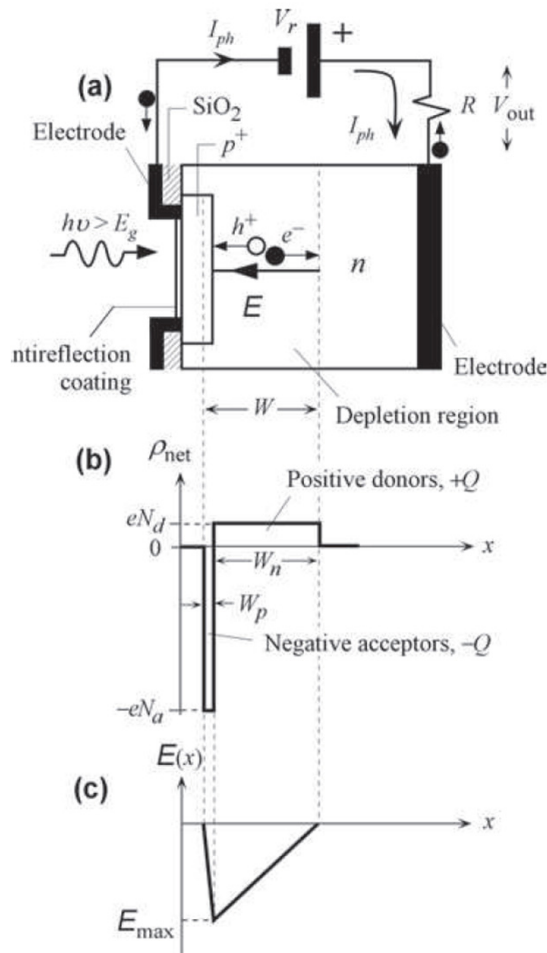 V_r
+
I_ph
(a)
SiO_2
Electrode
p^+
I_ph
R
V_out
hυ > E_g
h^+
e^-
n
E
ntireflection
coating
Electrode
W
Depletion region
(b)
ρ_net
Positive donors, +Q
eN_d
0
x
W_n
W_p
Negative acceptors, −Q
−eN_a
E(x)
(c)
x
E_max